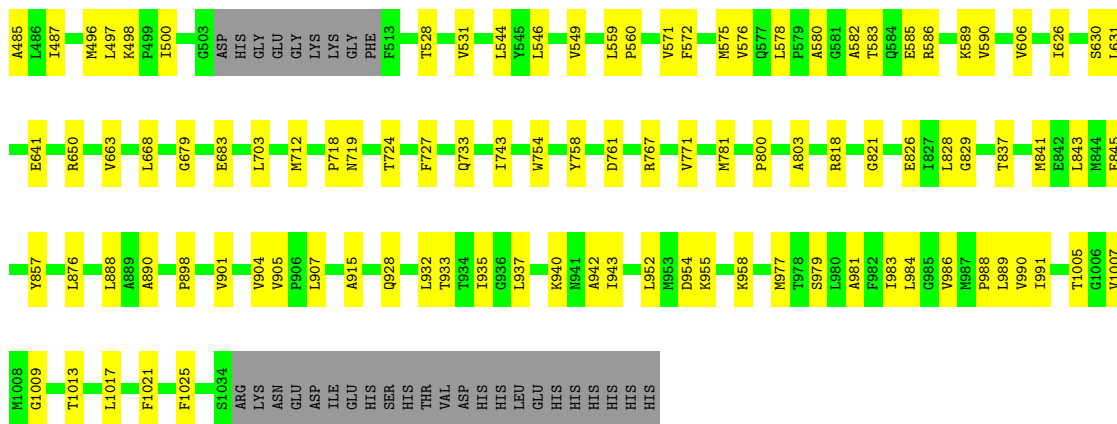 A485 L486 I487 M496 L497 K498 P499 I500 G503 ASP HIS GLY GLU GLY LYS LYS GLY PHE F513 T528 V531 L544 Y545 L546 V549 L559 P560 V571 F572 M575 V576 Q577 L578 P579 A580 G581 A582 T583 Q584 E585 R586 K589 V590 V606 I626 S630 L631
E641 R650 V663 L668 G679 E683 L703 M712 P718 N719 T724 F727 Q733 I743 W754 Y758 D761 R767 V771 M781 P800 A803 R818 G821 E826 I827 L828 G829 T837 M841 E842 L843 M844 E845
Y857 L876 L888 A889 A890 P898 V901 V904 V905 P906 L907 A915 Q928 L932 T933 T934 I935 G936 L937 K940 N941 A942 I943 L952 M953 D954 K955 K958 M977 T978 S979 L980 A981 F982 I983 L984 G985 V986 M987 P988 L989 V990 I991 T1005 G1006 V1007
M1008 G1009 T1013 L1017 F1021 F1025 S1034 ARG LYS ASN GLU ASP ILE GLU HIS SER HIS THR VAL ASP HIS HIS LEU GLU HIS HIS HIS HIS HIS HIS